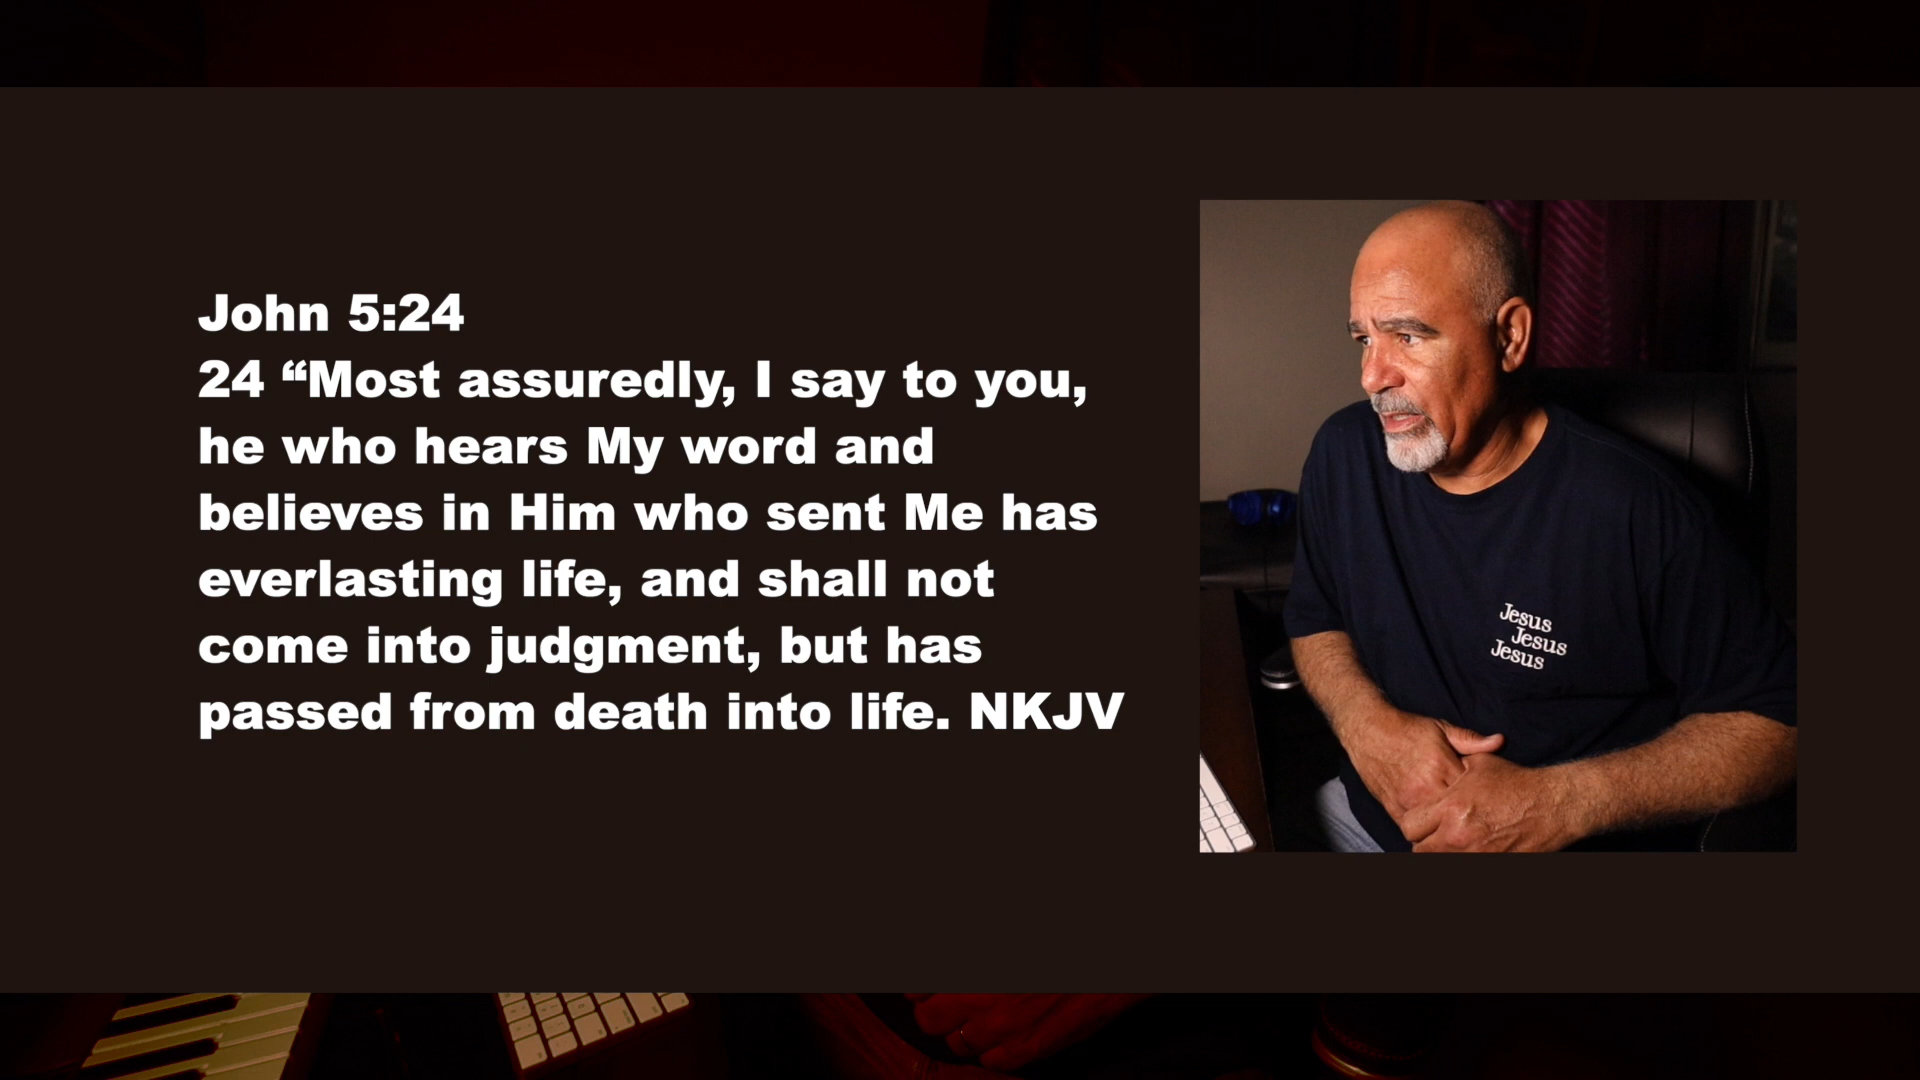 John 5:24
24 “Most assuredly, I say to you,
he who hears My word and
believes in Him who sent Me has
everlasting life, and shall not
come into judgment, but has
passed from death into life. NKJV
Jesus
Jesus
Jesus